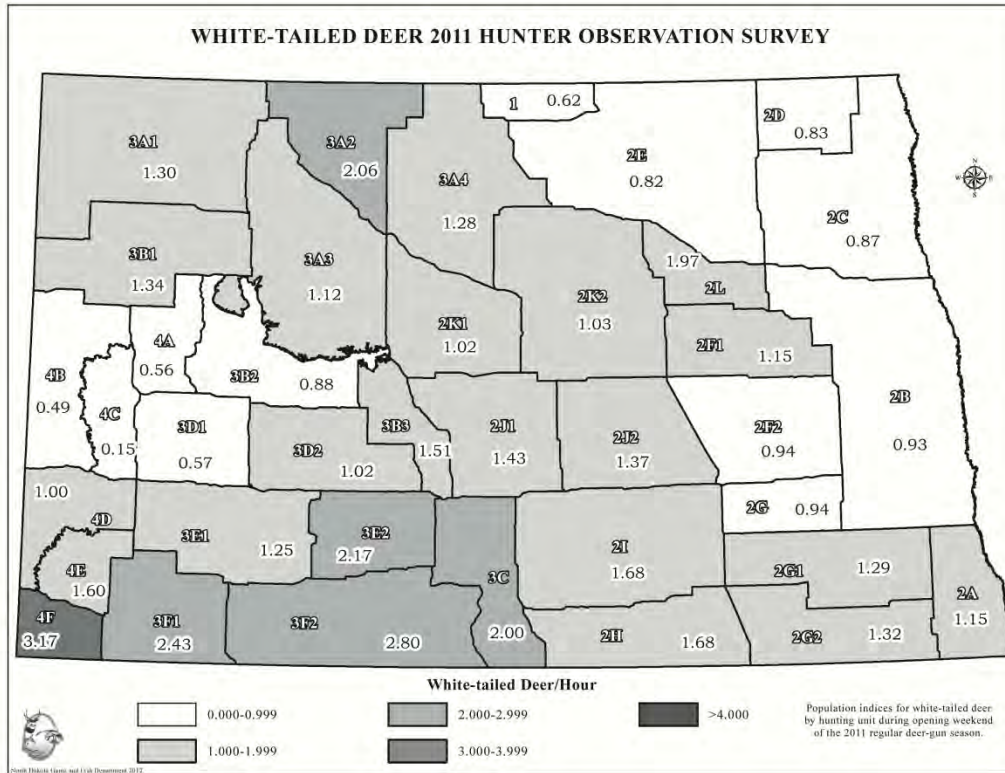 WHITE-TAILED DEER 2011 HUNTER OBSERVATION SURVEY
1 0.62
2D
0.83
3A1
1.30
3A2
2.06
2E
0.82
3A4
1.28
2C
0.87
N
W E
S
3B1
1.34
3A3
1.12
1.97
2L
2K2
1.03
2K1
1.02
2F1
1.15
4A
0.56
4B
0.49
3B2
0.88
2B
0.93
4C
0.15
3D1
0.57
3B3
1.51
2J1
1.43
2J2
1.37
2F2
0.94
3D2
1.02
1.00
4D
2G 0.94
3E1
1.25
3E2
2.17
2I
1.68
4E
1.60
3C
2.00
2G1
1.29
2A
1.15
4F
3.17
3F1
2.43
3F2
2.80
2H
1.68
2G2
1.32
White-tailed Deer/Hour
0.000-0.999
2.000-2.999
>4.000
1.000-1.999
3.000-3.999
Population indices for white-tailed deer
by hunting unit during opening weekend
of the 2011 regular deer-gun season.
North Dakota Game and Fish Department 2012